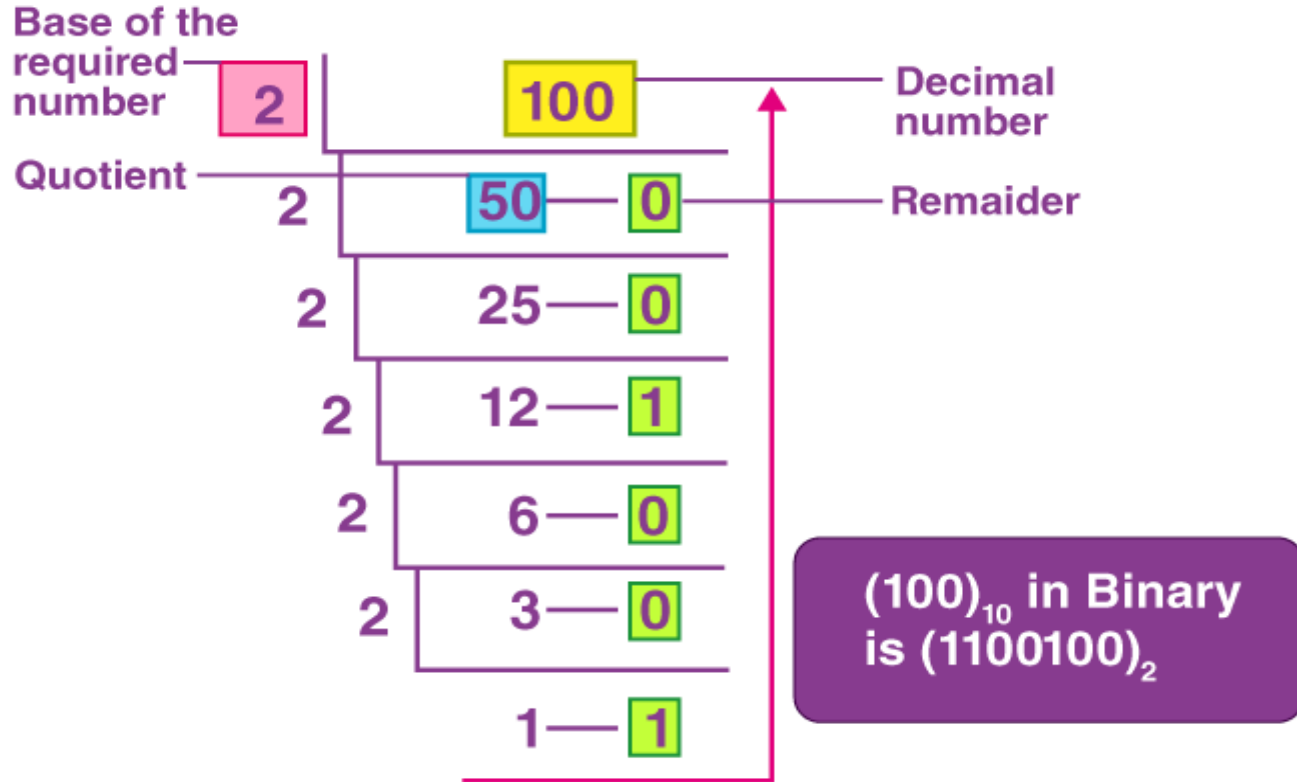 Base of the
required
number
2
100
Decimal
number
Quotient
2
50
0
Remaider
2
25
0
2
12
1
2
6
0
2
3
0
1
1
(100)₁₀ in Binary
is (1100100)₂